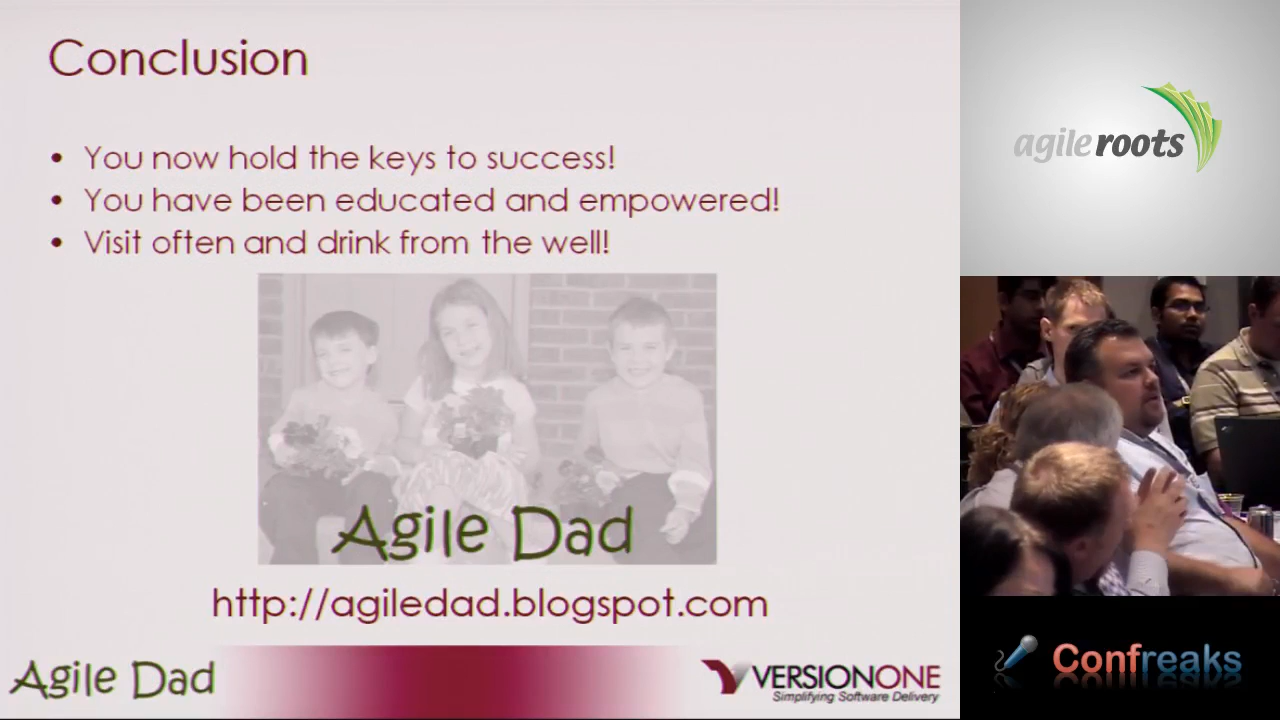 Conclusion
• You now hold the keys to success!
• You have been educated and empowered!
• Visit often and drink from the well!
Agile Dad
http://agiledad.blogspot.com
Agile Dad
VERSIONONE
Simplifying Software Delivery
agile roots
Confreaks